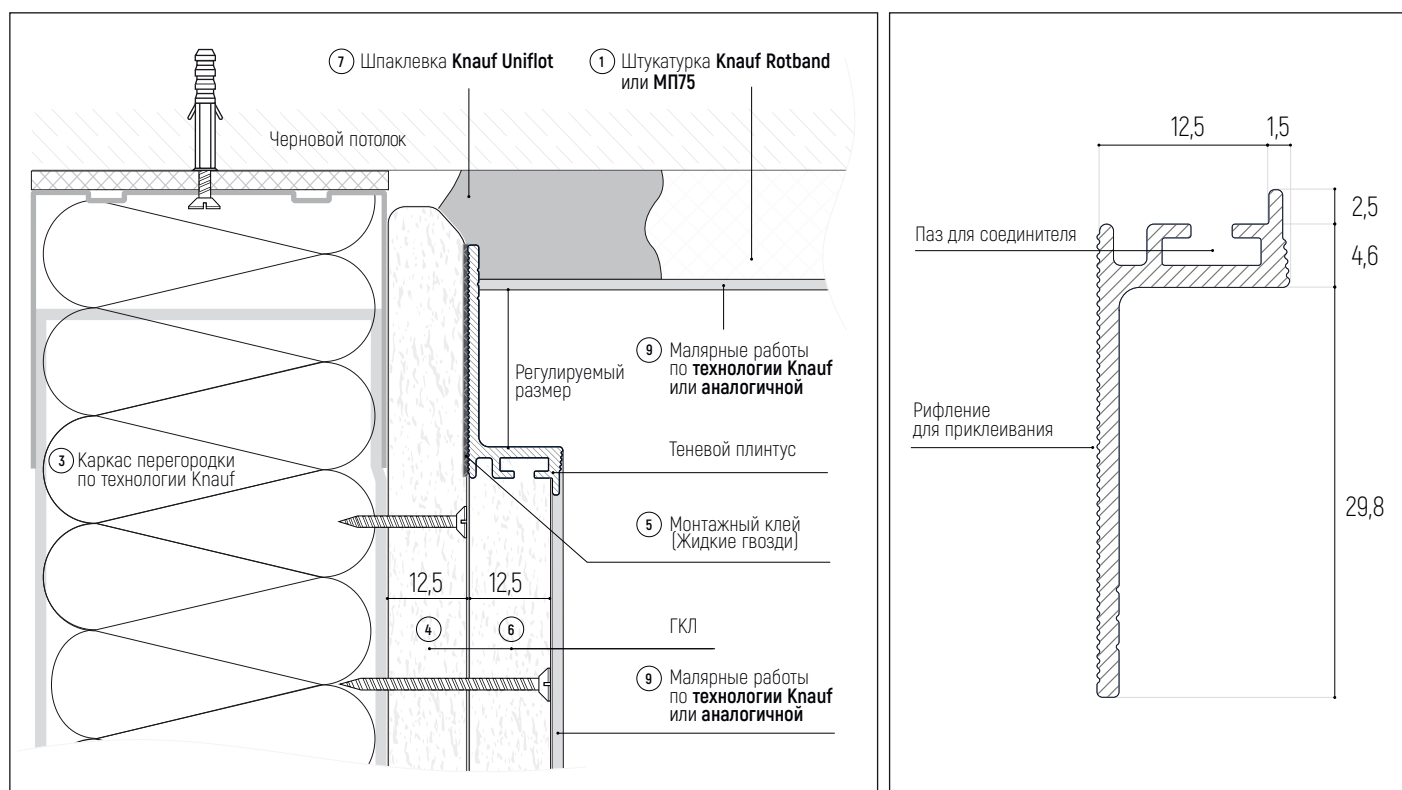 7 Шпаклевка Knauf Uniflot
1 Штукатурка Knauf Rotband
или МП75
Черновой потолок
9 Малярные работы
по технологии Knauf
или аналогичной
Регулируемый
размер
Теневой плинтус
3 Каркас перегородки
по технологии Knauf
5 Монтажный клей
(Жидкие гвозди)
12,5 12,5
4 6 ГКЛ
9 Малярные работы
по технологии Knauf
или аналогичной
12,5 1,5
2,5
Паз для соединителя
4,6
Рифление
для приклеивания
29,8